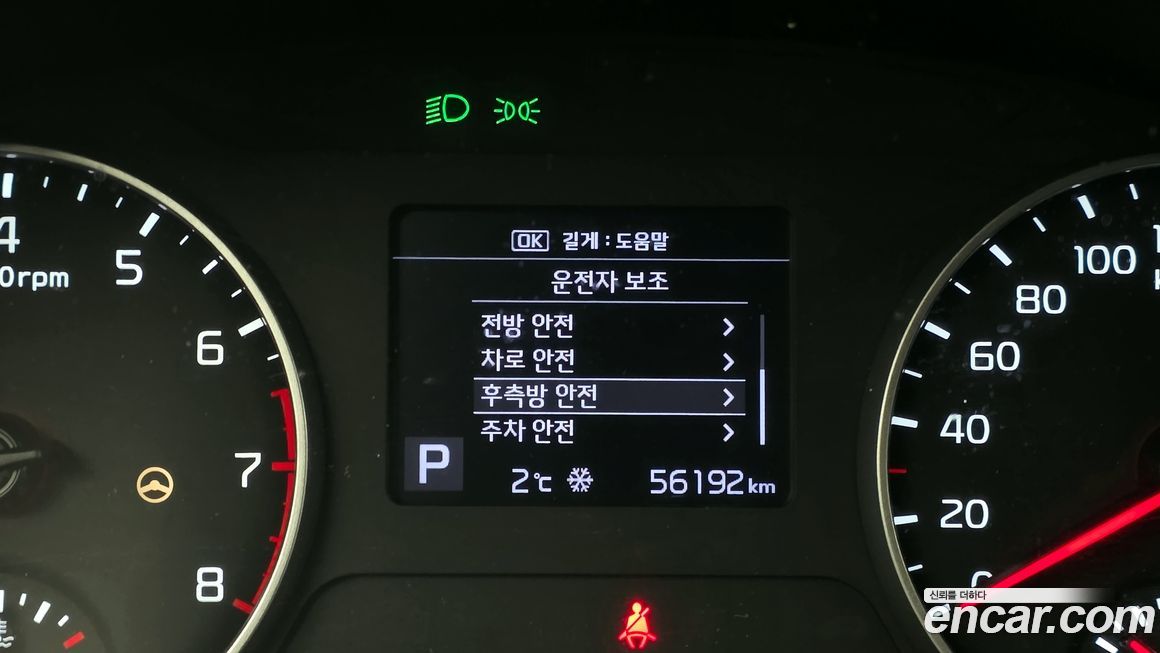 OK 길게 : 도움말
운전자 보조
전방 안전
차로 안전
후측방 안전
주차 안전
P
2℃
56192km
4
0rpm
5
6
7
8
100
80
60
40
20
신뢰를 더하다
encar.com